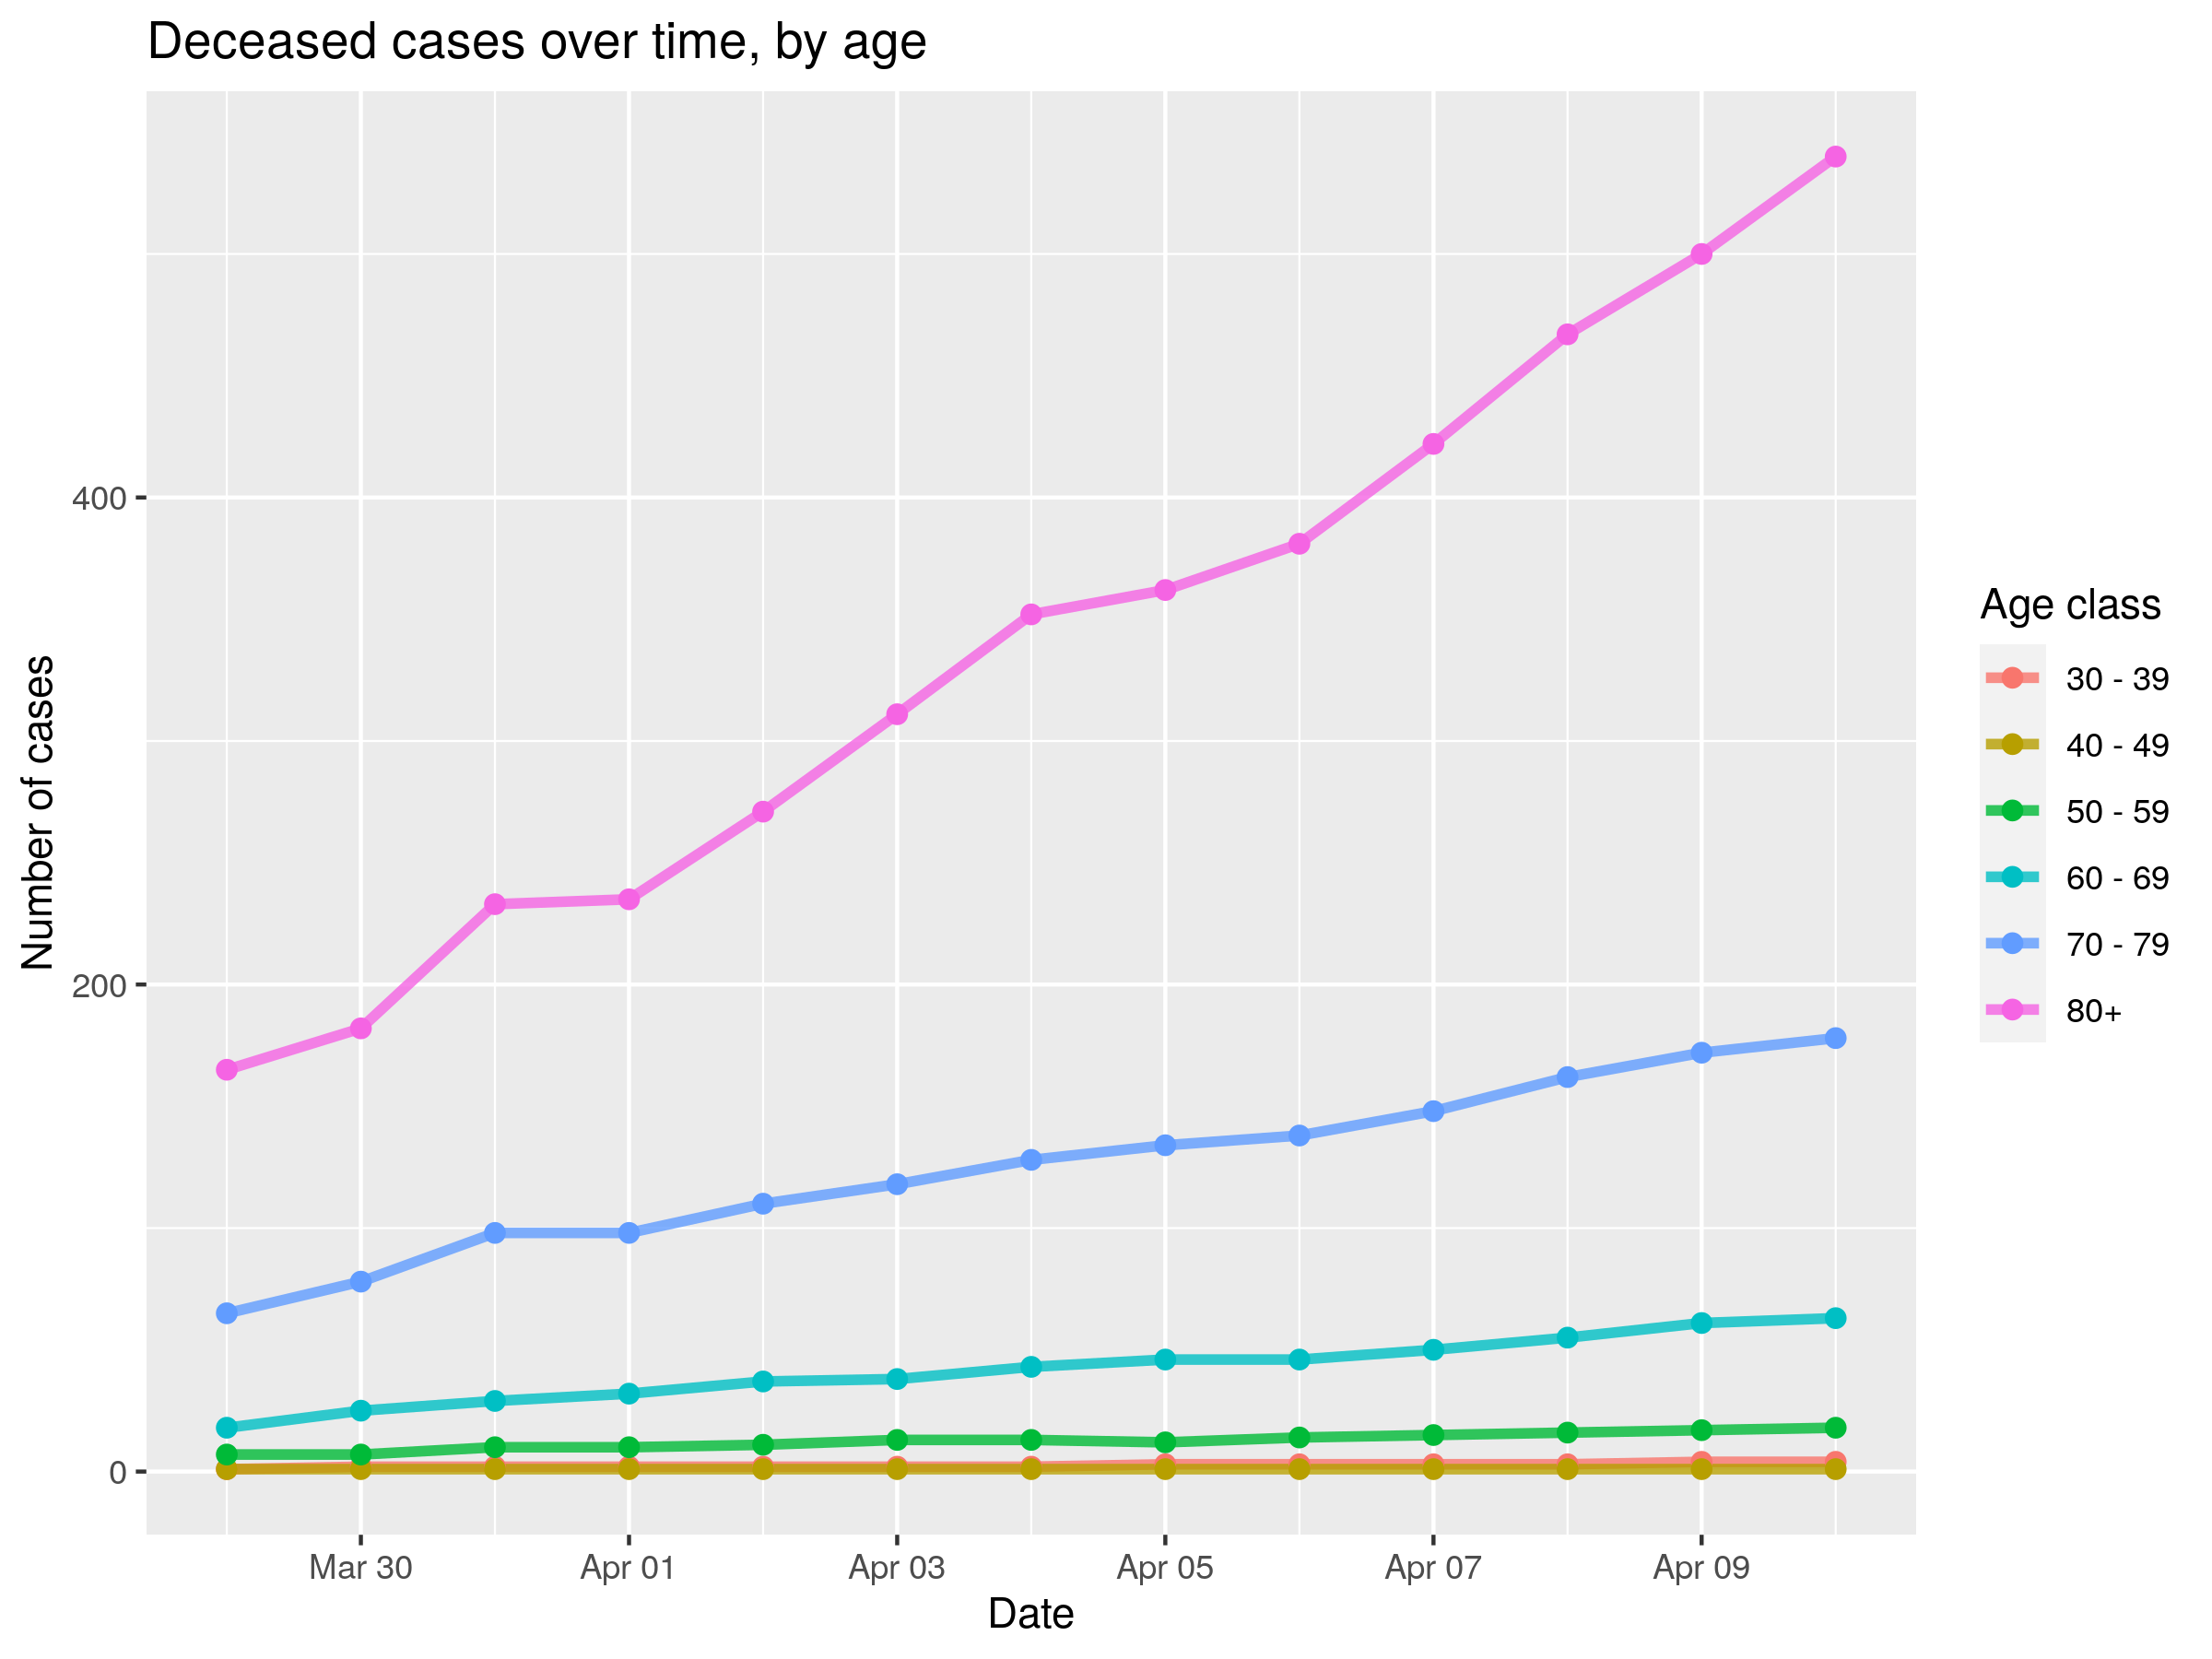 Deceased cases over time, by age
Number of cases
400
200
0
Mar 30
Apr 01
Apr 03
Apr 05
Apr 07
Apr 09
Date
Age class
30 - 39
40 - 49
50 - 59
60 - 69
70 - 79
80+